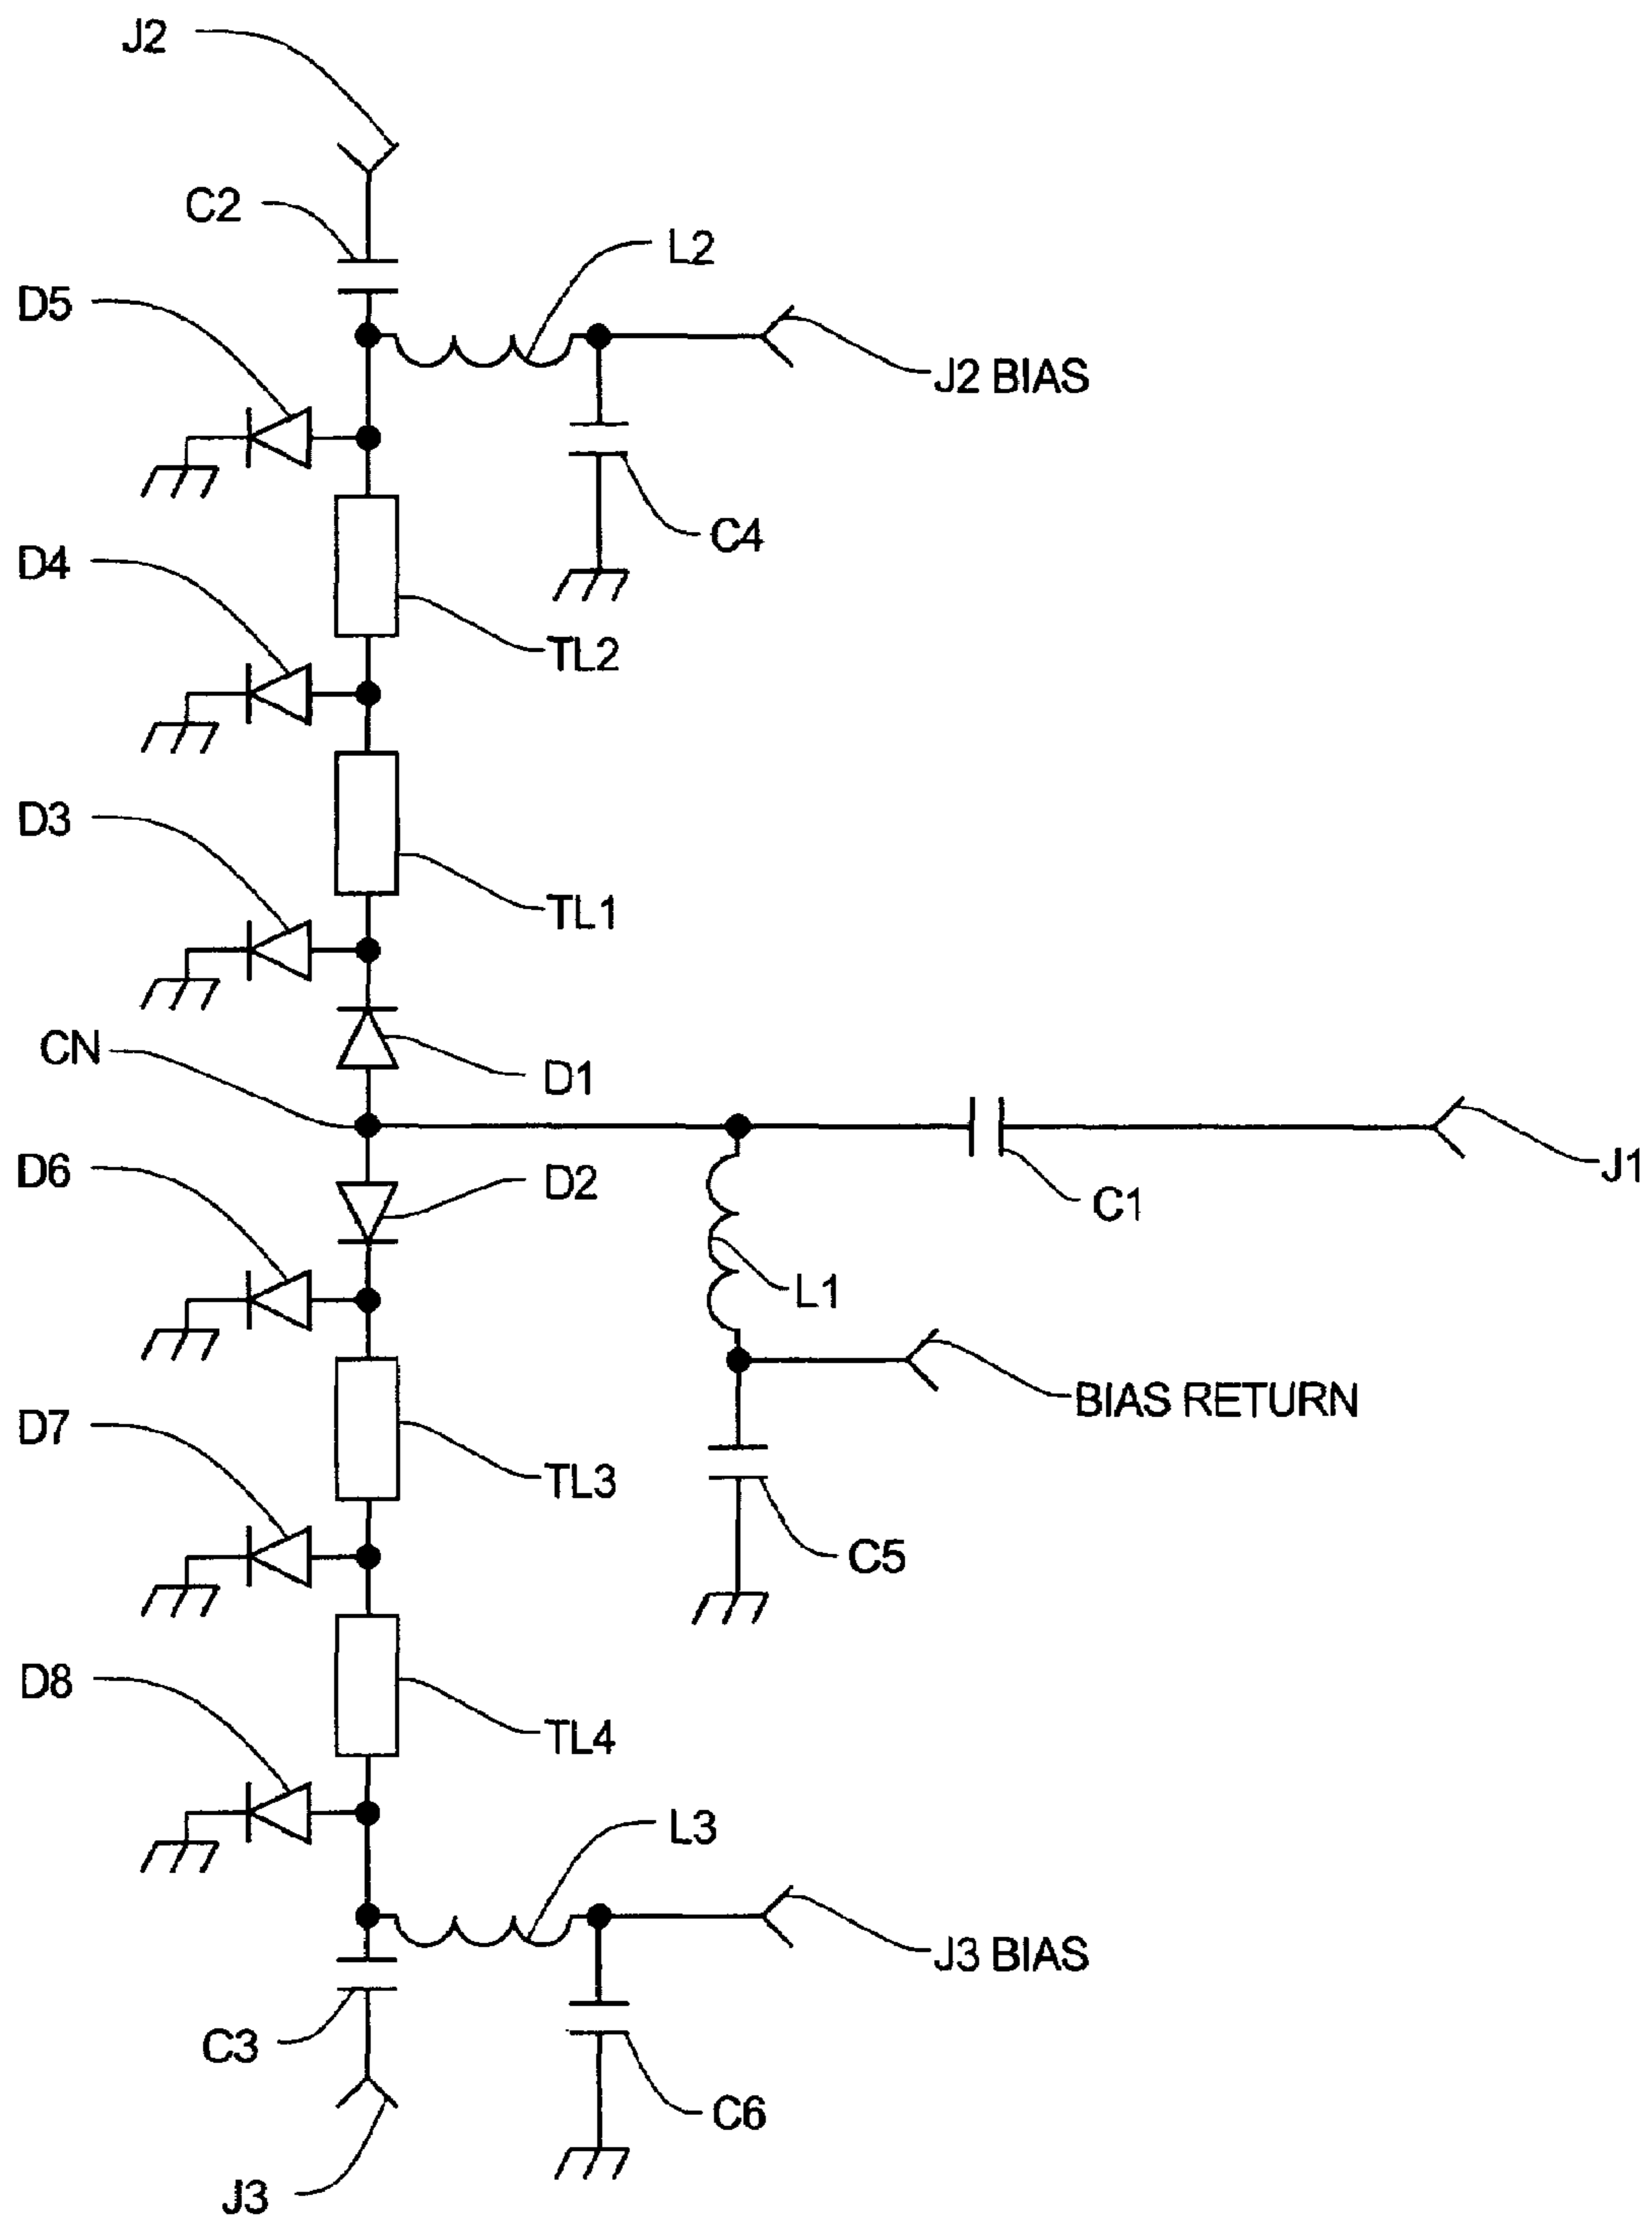 J2
C2
L2
D5
J2 BIAS
C4
D4
TL2
D3
TL1
CN
D1
J1
D6
D2
C1
L1
BIAS RETURN
D7
TL3
C5
D8
TL4
L3
J3 BIAS
C3
C6
J3